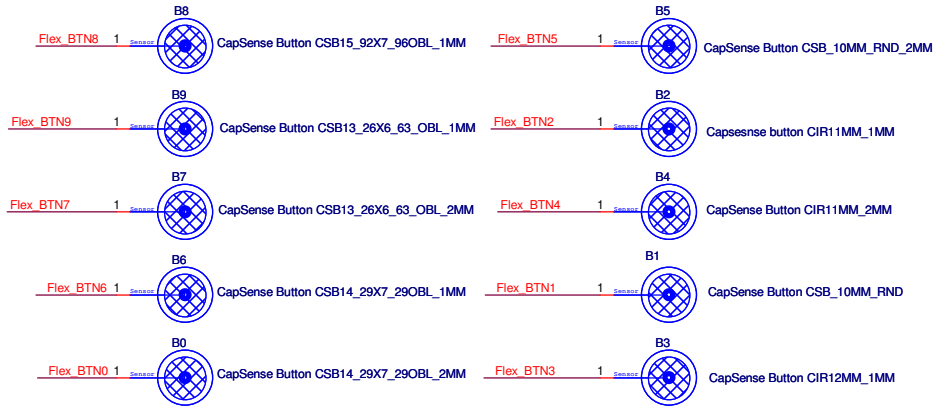 B8
Flex_BTN8 1 Sensor CapSense Button CSB15_92X7_96OBL_1MM
B5
Flex_BTN5 1 Sensor CapSense Button CSB_10MM_RND_2MM
B9
Flex_BTN9 1 Sensor CapSense Button CSB13_26X6_63_OBL_1MM
B2
Flex_BTN2 1 Sensor Capsesnse button CIR11MM_1MM
B7
Flex_BTN7 1 Sensor CapSense Button CSB13_26X6_63_OBL_2MM
B4
Flex_BTN4 1 Sensor CapSense Button CIR11MM_2MM
B6
Flex_BTN6 1 Sensor CapSense Button CSB14_29X7_29OBL_1MM
B1
Flex_BTN1 1 Sensor CapSense Button CSB_10MM_RND
B0
Flex_BTN0 1 Sensor CapSense Button CSB14_29X7_29OBL_2MM
B3
Flex_BTN3 1 Sensor CapSense Button CIR12MM_1MM